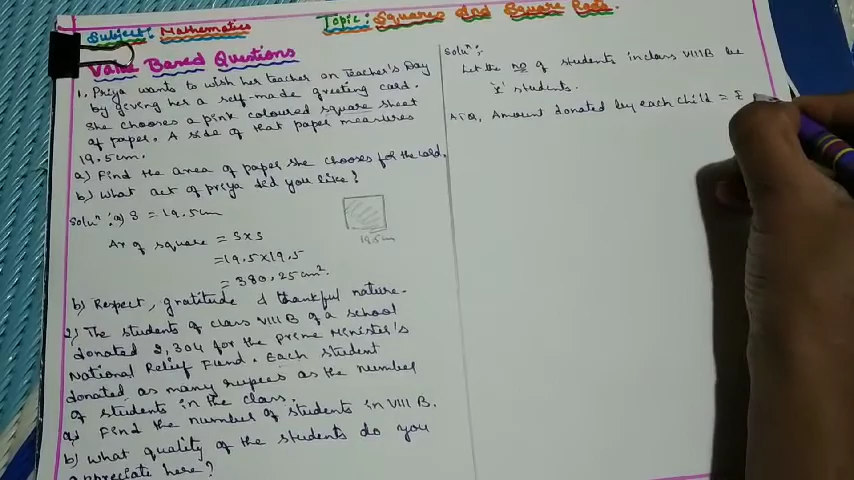 Subject: Mathematics
Topic: Squares and Square Roots.
Value Based Questions
1. Priya wants to wish her teacher on Teacher's Day
by giving her a self-made greeting card.
She chooses a pink coloured square sheet
of paper. A side of that paper measures
19.5cm.
a) Find the area of paper she chooses for the card.
b) What act of priya did you like?
Soluⁿ: a) S = 19.5cm
Ar of square = S×S
= 19.5×19.5
= 380.25cm².
19.5cm
b) Respect, gratitude & thankful nature.
2) The students of class VIII B of a school
donated 2,304 for the prime Minister's
National Relief Fund. Each student
donated as many rupees as the number
of students in the class.
a) Find the number of students in VIII B.
b) What quality of the students do you
appreciate here?
Soluⁿ:
Let the no of students in class VIII B be
'x' students.
ATQ, Amount donated by each child = ₹